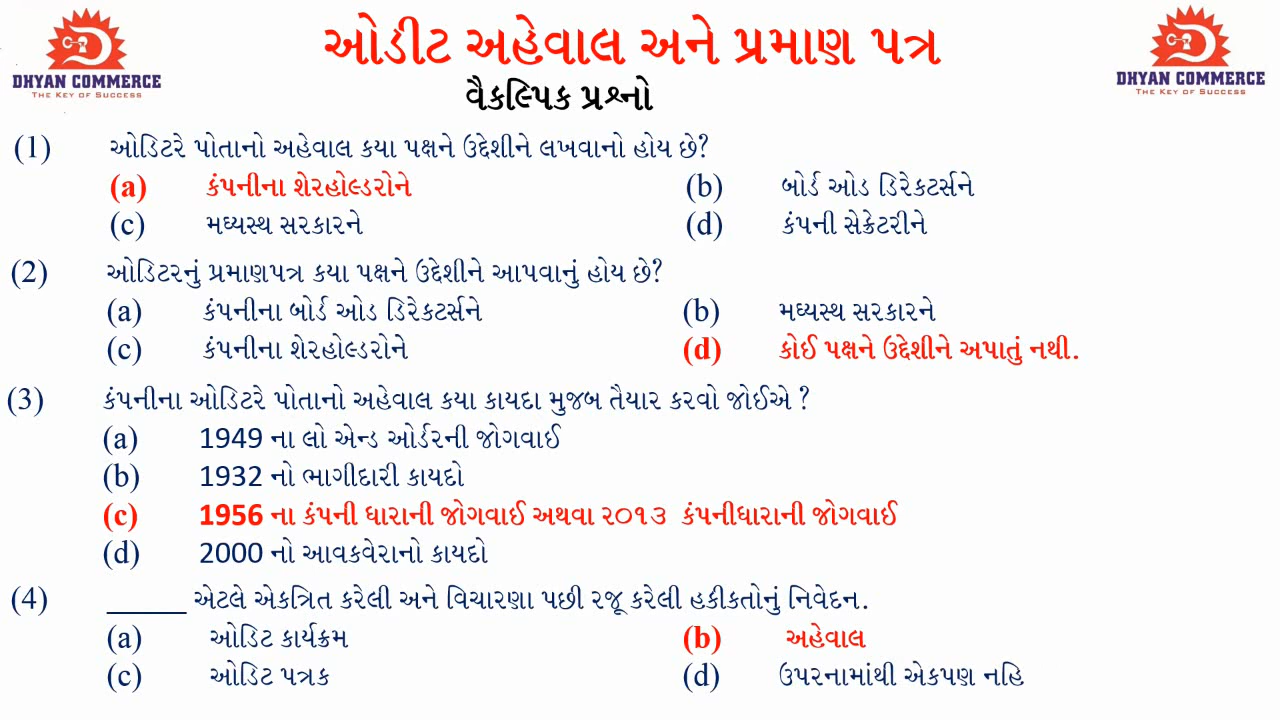 ઓડીટ અહેવાલ અને પ્રમાણ પત્ર
DHYAN COMMERCE
THE KEY OF SUCCESS
DHYAN COMMERCE
THE KEY OF SUCCESS
વૈકલ્પિક પ્રશ્નો
(1) ઓડિટરે પોતાનો અહેવાલ કયા પક્ષને ઉદ્દેશીને લખવાનો હોય છે?
(a) કંપનીના શેરહોલ્ડરોને (b) બોર્ડ ઓડ ડિરેક્ટર્સને
(c) મધ્યસ્થ સરકારને (d) કંપની સેક્રેટરીને
(2) ઓડિટરનું પ્રમાણપત્ર કયા પક્ષને ઉદ્દેશીને આપવાનું હોય છે?
(a) કંપનીના બોર્ડ ઓડ ડિરેક્ટર્સને (b) મધ્યસ્થ સરકારને
(c) કંપનીના શેરહોલ્ડરોને (d) કોઈ પક્ષને ઉદ્દેશીને અપાતું નથી.
(3) કંપનીના ઓડિટરે પોતાનો અહેવાલ કયા કાયદા મુજબ તૈયાર કરવો જોઈએ ?
(a) 1949 ના લો એન્ડ ઓર્ડરની જોગવાઈ
(b) 1932 નો ભાગીદારી કાયદો
(c) 1956 ના કંપની ધારાની જોગવાઈ અથવા ૨૦૧૩ કંપનીધારાની જોગવાઈ
(d) 2000 નો આવકવેરાનો કાયદો
(4) _____ એટલે એકત્રિત કરેલી અને વિચારણા પછી રજૂ કરેલી હકીકતોનું નિવેદન.
(a) ઓડિટ કાર્યક્રમ (b) અહેવાલ
(c) ઓડિટ પત્રક (d) ઉપરનામાંથી એકપણ નહિ